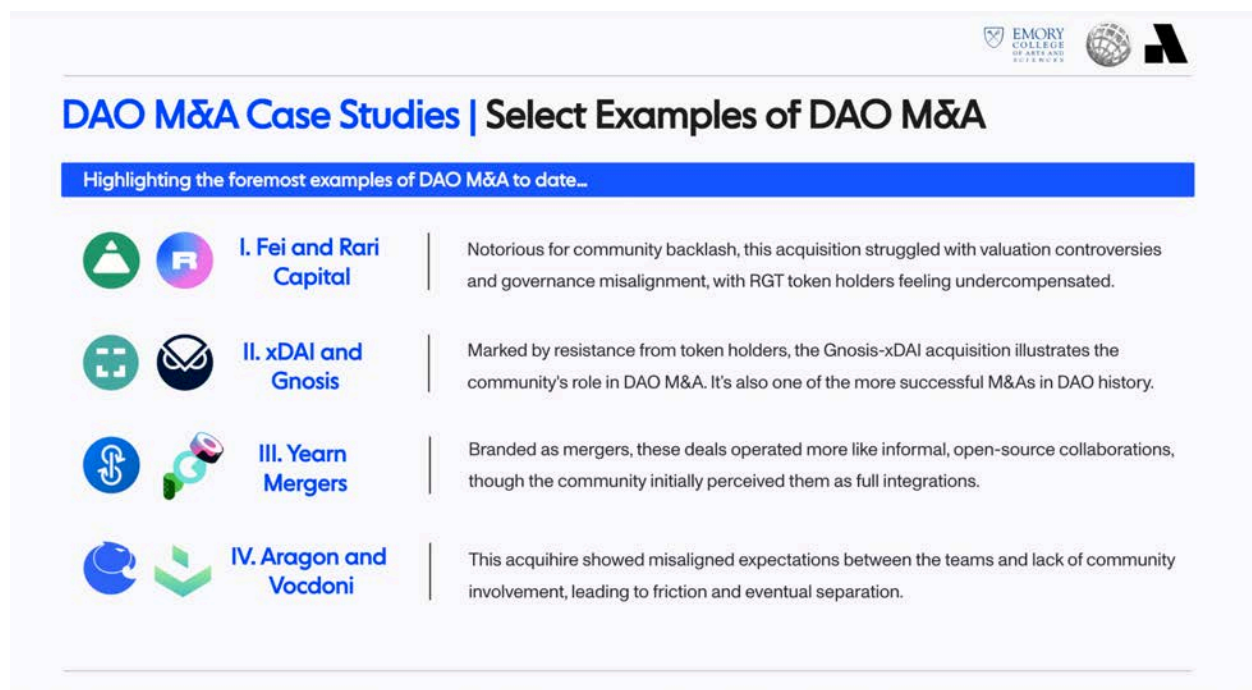 EMORY
COLLEGE
OF ARTS AND
SCIENCES
DAO M&A Case Studies | Select Examples of DAO M&A
Highlighting the foremost examples of DAO M&A to date...
I. Fei and Rari
Capital
Notorious for community backlash, this acquisition struggled with valuation controversies
and governance misalignment, with RGT token holders feeling undercompensated.
II. xDAI and
Gnosis
Marked by resistance from token holders, the Gnosis-xDAI acquisition illustrates the
community's role in DAO M&A. It's also one of the more successful M&As in DAO history.
III. Yearn
Mergers
Branded as mergers, these deals operated more like informal, open-source collaborations,
though the community initially perceived them as full integrations.
IV. Aragon and
Vocdoni
This acquihire showed misaligned expectations between the teams and lack of community
involvement, leading to friction and eventual separation.